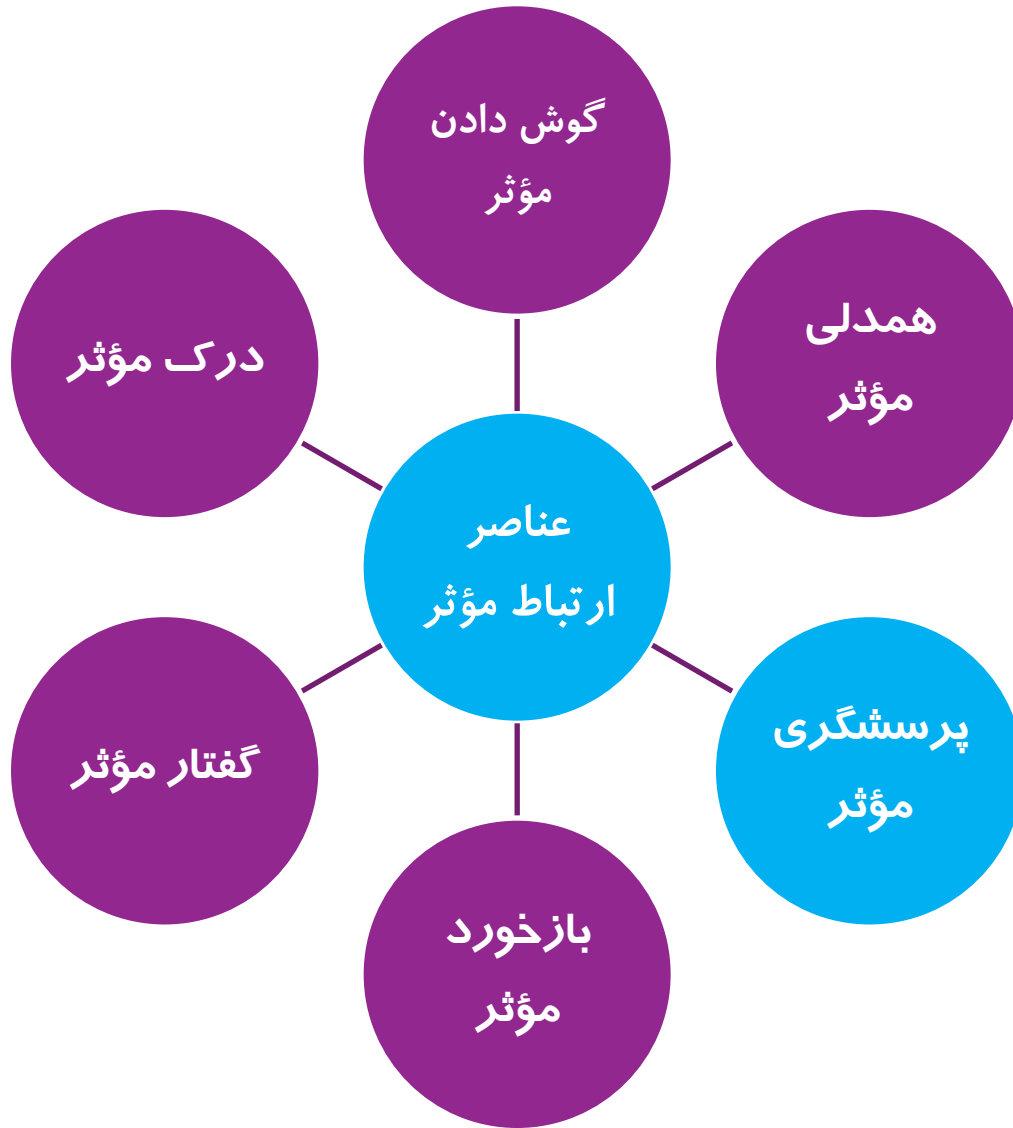 گوش دادن
مؤثر
همدلی
مؤثر
درک مؤثر
عناصر
ارتباط مؤثر
پرسشگری
مؤثر
گفتار مؤثر
بازخورد
مؤثر